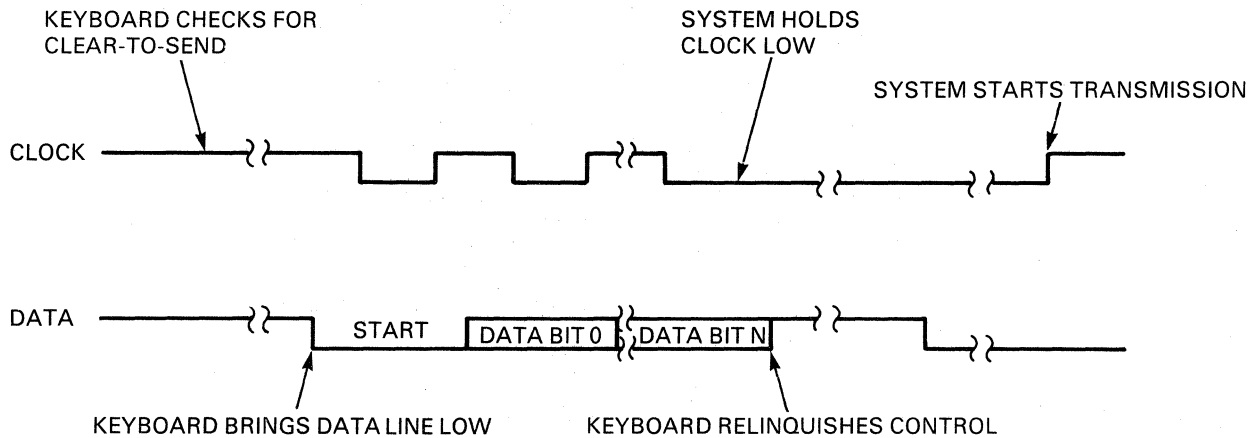 KEYBOARD CHECKS FOR
CLEAR-TO-SEND
SYSTEM HOLDS
CLOCK LOW
SYSTEM STARTS TRANSMISSION
CLOCK
DATA
START
DATA BIT 0
DATA BIT N
KEYBOARD BRINGS DATA LINE LOW
KEYBOARD RELINQUISHES CONTROL